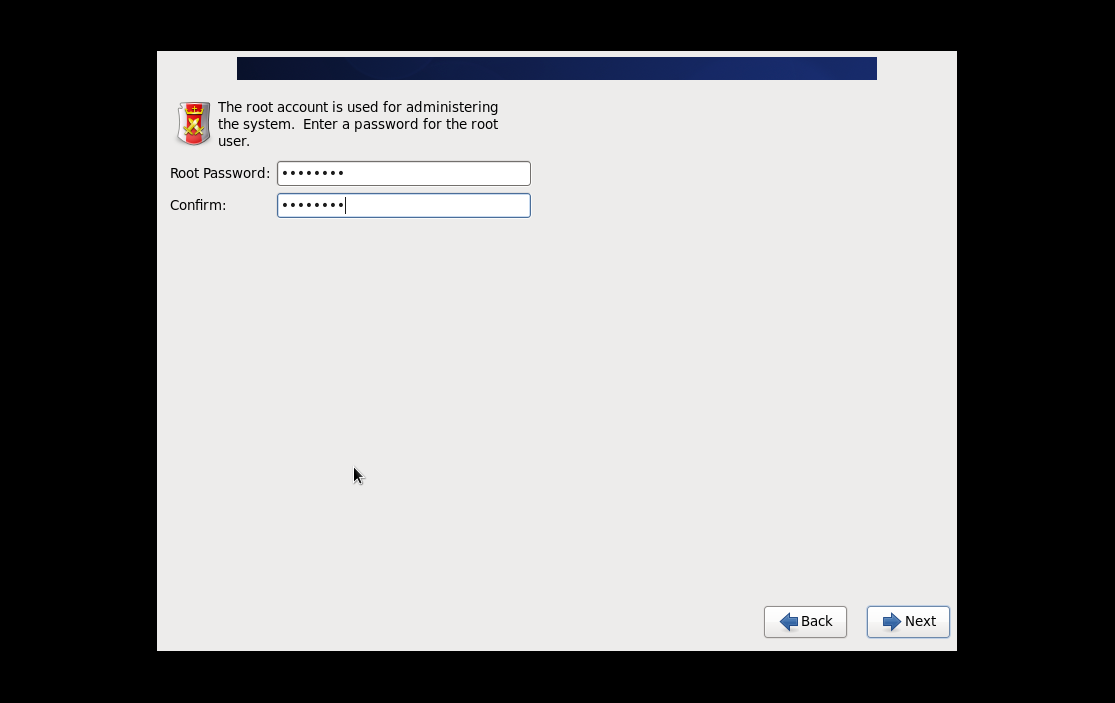 The root account is used for administering
the system.  Enter a password for the root
user.
Root Password: ••••••••
Confirm: ••••••••
Back Next